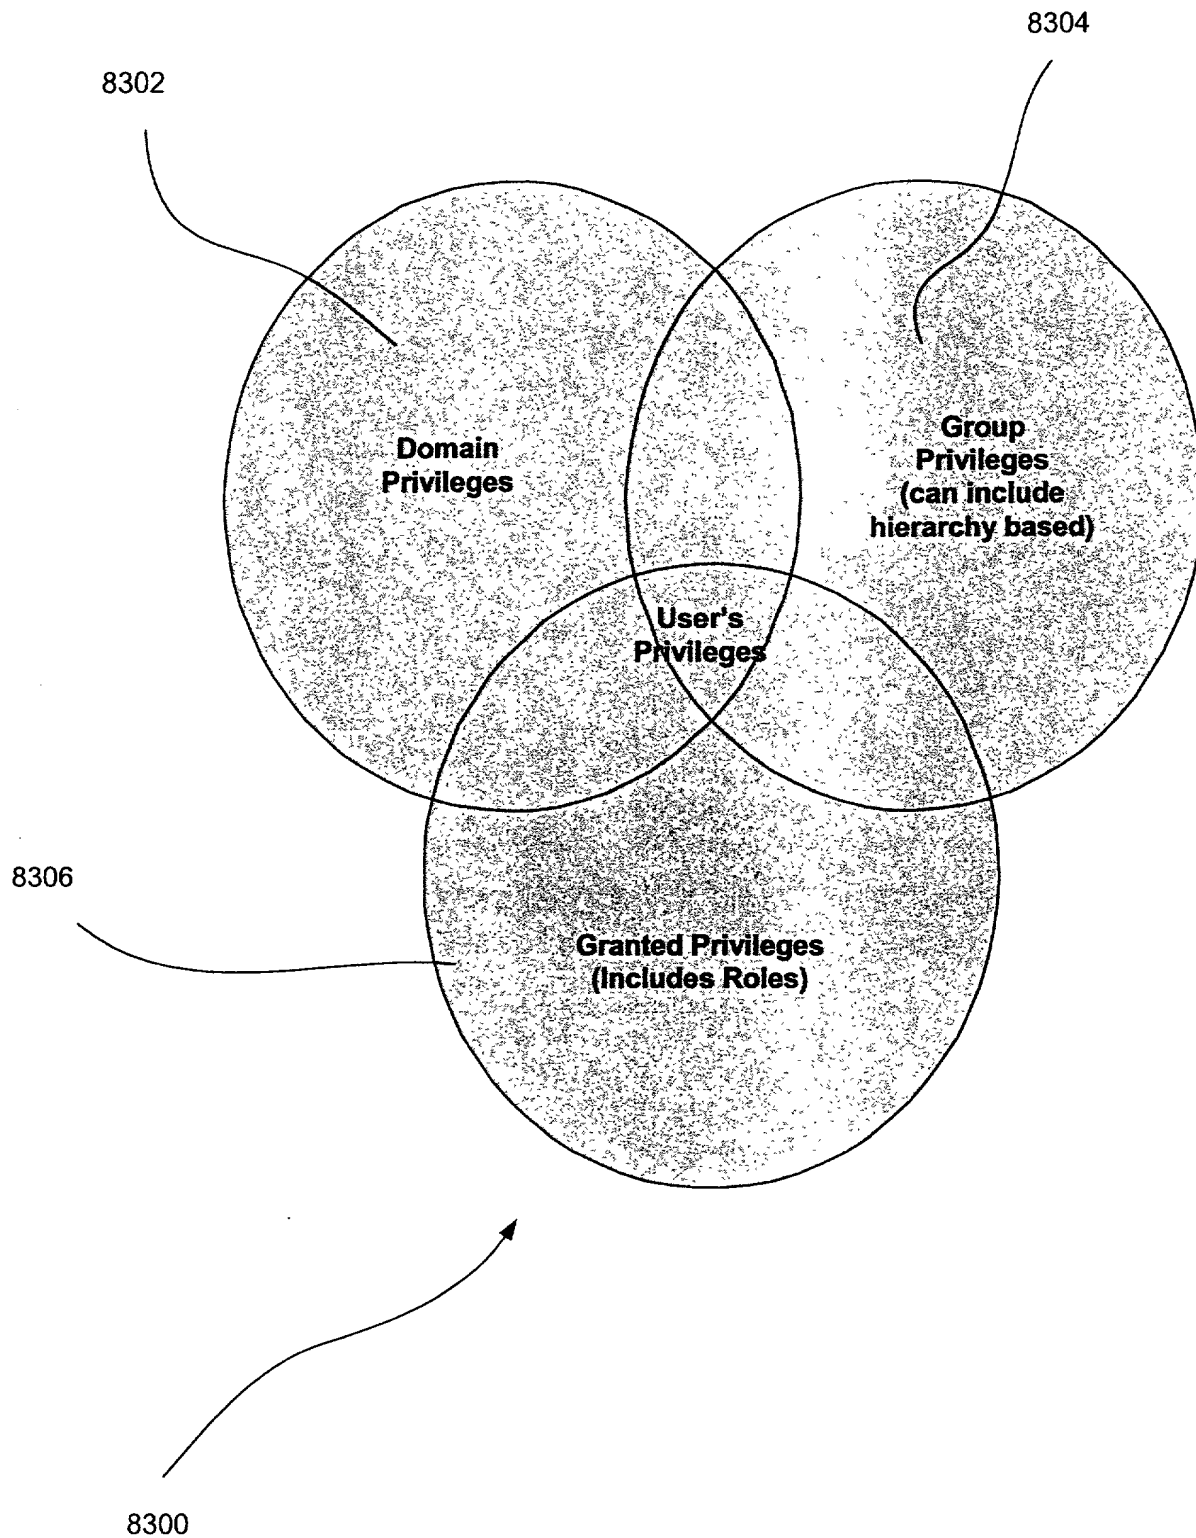 8304
8302
Domain
Privileges
Group
Privileges
(can include
hierarchy based)
User's
Privileges
8306
Granted Privileges
(Includes Roles)
8300